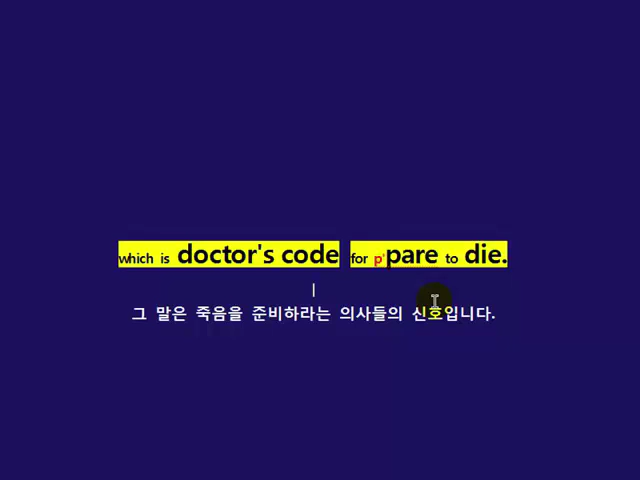 which is doctor's code for p'pare to die.
그 말은 죽음을 준비하라는 의사들의 신호입니다.